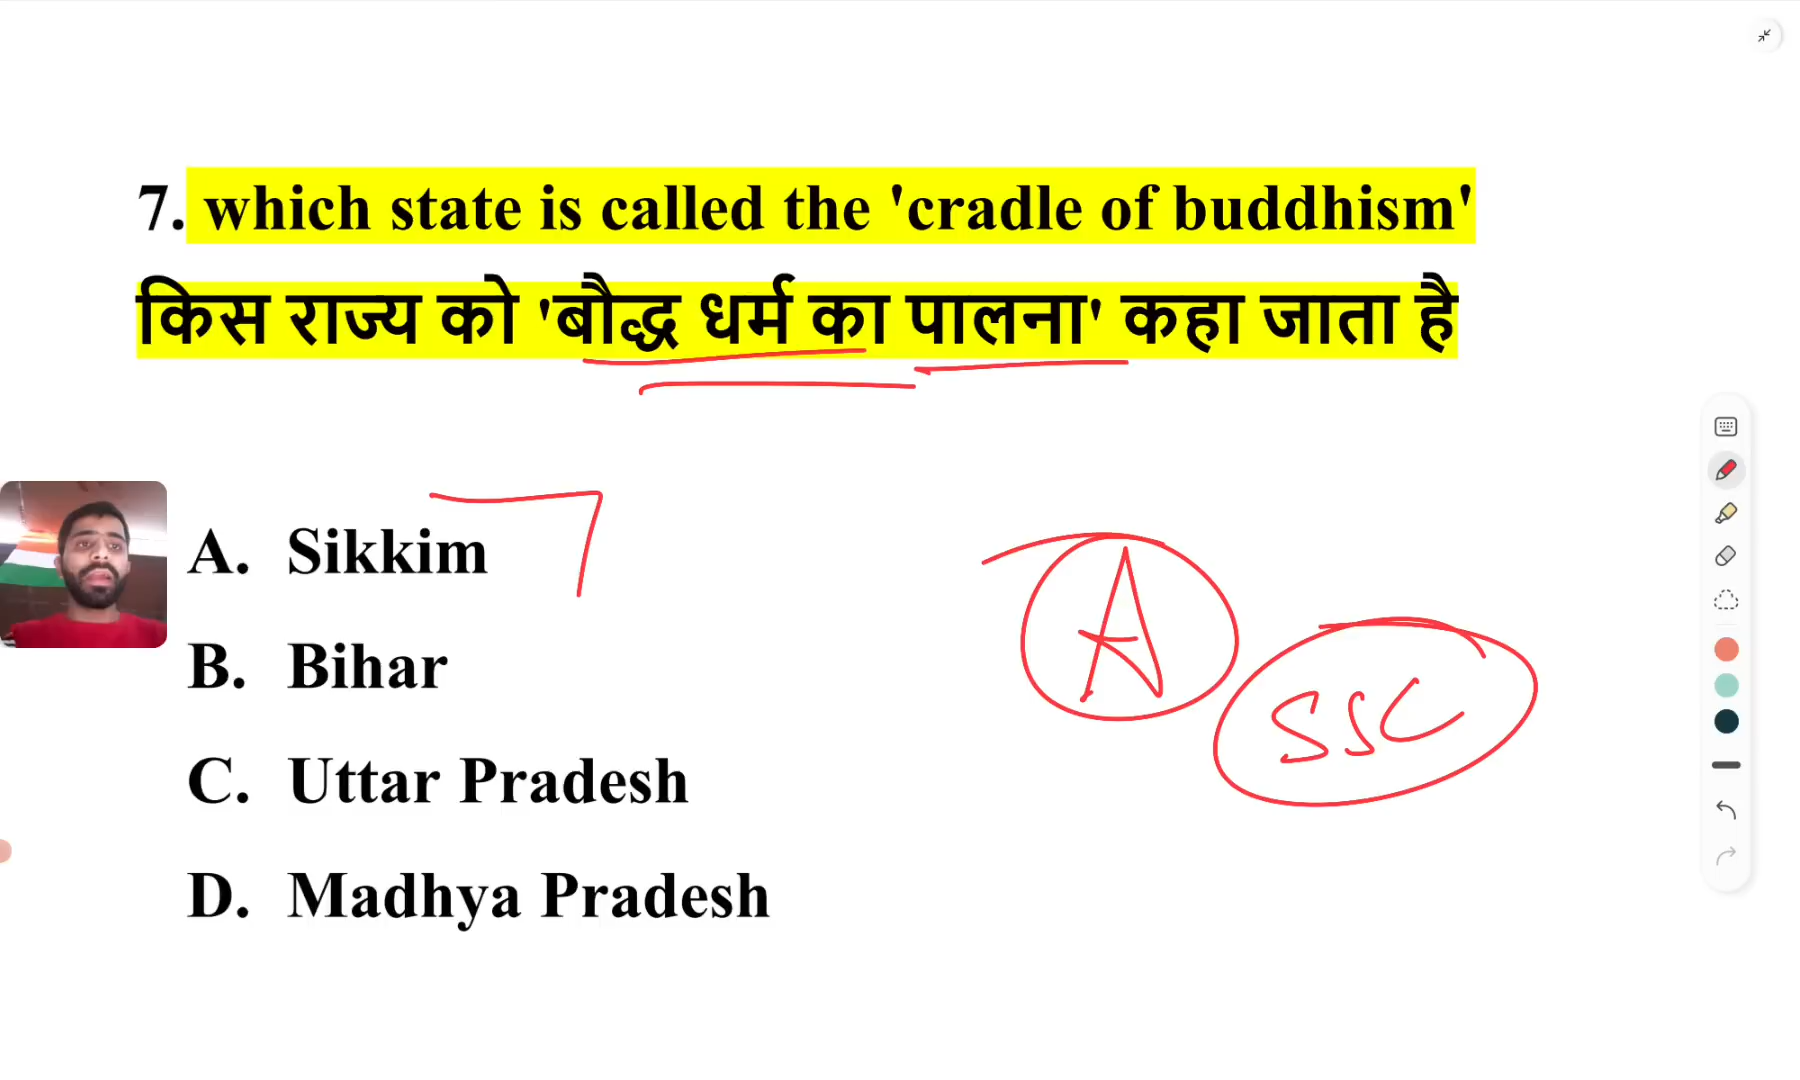 7. which state is called the 'cradle of buddhism'
किस राज्य को 'बौद्ध धर्म का पालना' कहा जाता है
A. Sikkim
B. Bihar
C. Uttar Pradesh
D. Madhya Pradesh
A
SSC